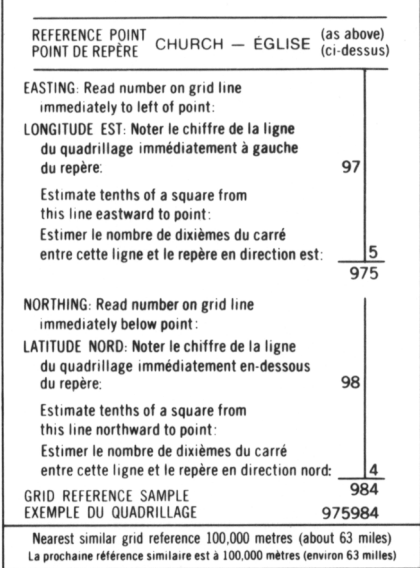 REFERENCE POINT CHURCH — ÉGLISE (as above)
POINT DE REPÈRE (ci-dessus)
EASTING: Read number on grid line
immediately to left of point:
LONGITUDE EST: Noter le chiffre de la ligne
du quadrillage immédiatement à gauche
du repère: 97
Estimate tenths of a square from
this line eastward to point:
Estimer le nombre de dixièmes du carré
entre cette ligne et le repère en direction est: 5
975
NORTHING: Read number on grid line
immediately below point:
LATITUDE NORD: Noter le chiffre de la ligne
du quadrillage immédiatement en-dessous
du repère: 98
Estimate tenths of a square from
this line northward to point:
Estimer le nombre de dixièmes du carré
entre cette ligne et le repère en direction nord: 4
GRID REFERENCE SAMPLE 984
EXEMPLE DU QUADRILLAGE 975984
Nearest similar grid reference 100,000 metres (about 63 miles)
La prochaine référence similaire est à 100,000 mètres (environ 63 milles)